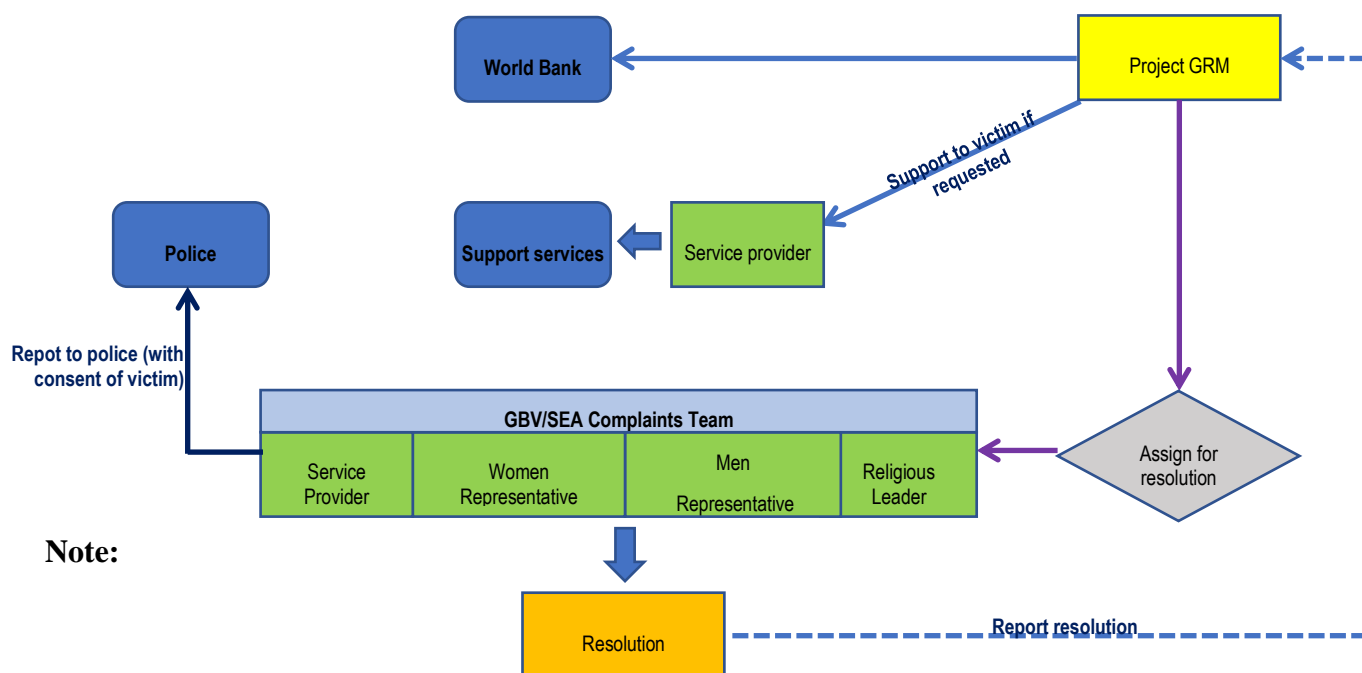 World Bank
Project GRM
Support to victim if
requested
Police
Support services
Service provider
Repot to police (with
consent of victim)
GBV/SEA Complaints Team
Service
Provider
Women
Representative
Men
Representative
Religious
Leader
Assign for
resolution
Note:
Resolution
Report resolution